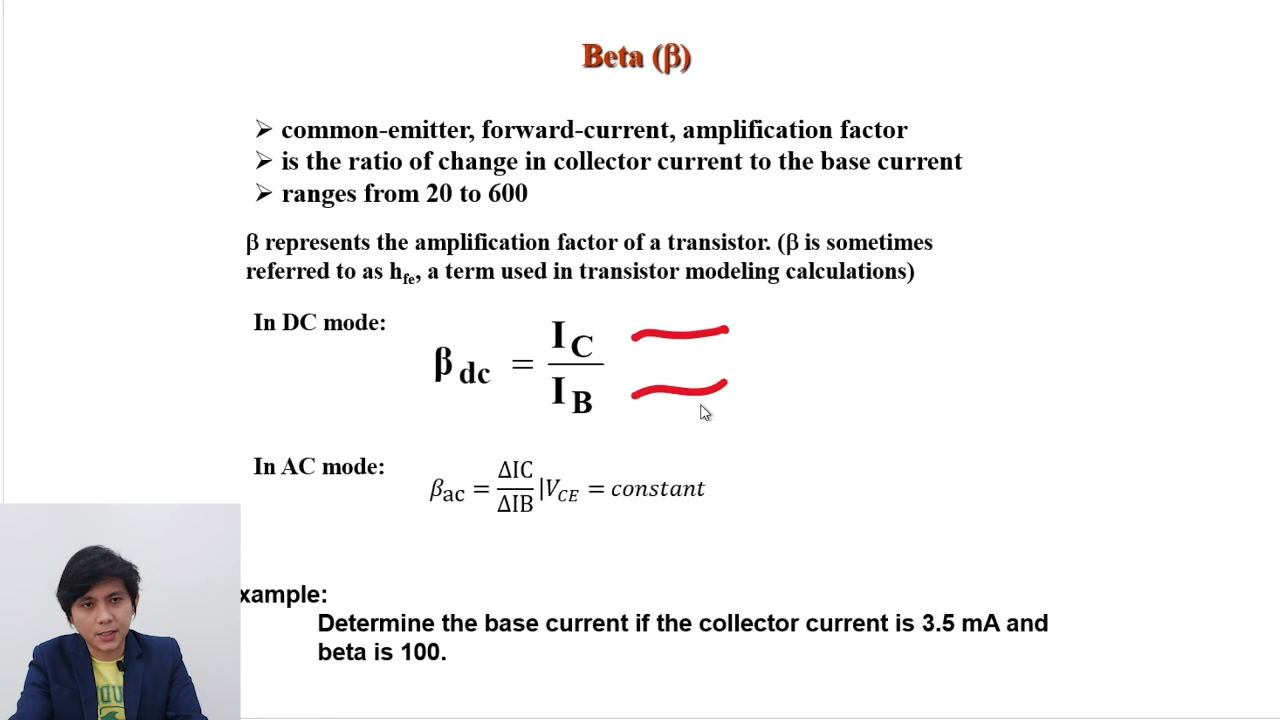 Beta (β)
➢ common-emitter, forward-current, amplification factor
➢ is the ratio of change in collector current to the base current
➢ ranges from 20 to 600
β represents the amplification factor of a transistor. (β is sometimes
referred to as hfe, a term used in transistor modeling calculations)
In DC mode:
βdc = IC / IB
In AC mode:
βac = ΔIC / ΔIB |VCE = constant
xample:
Determine the base current if the collector current is 3.5 mA and
beta is 100.